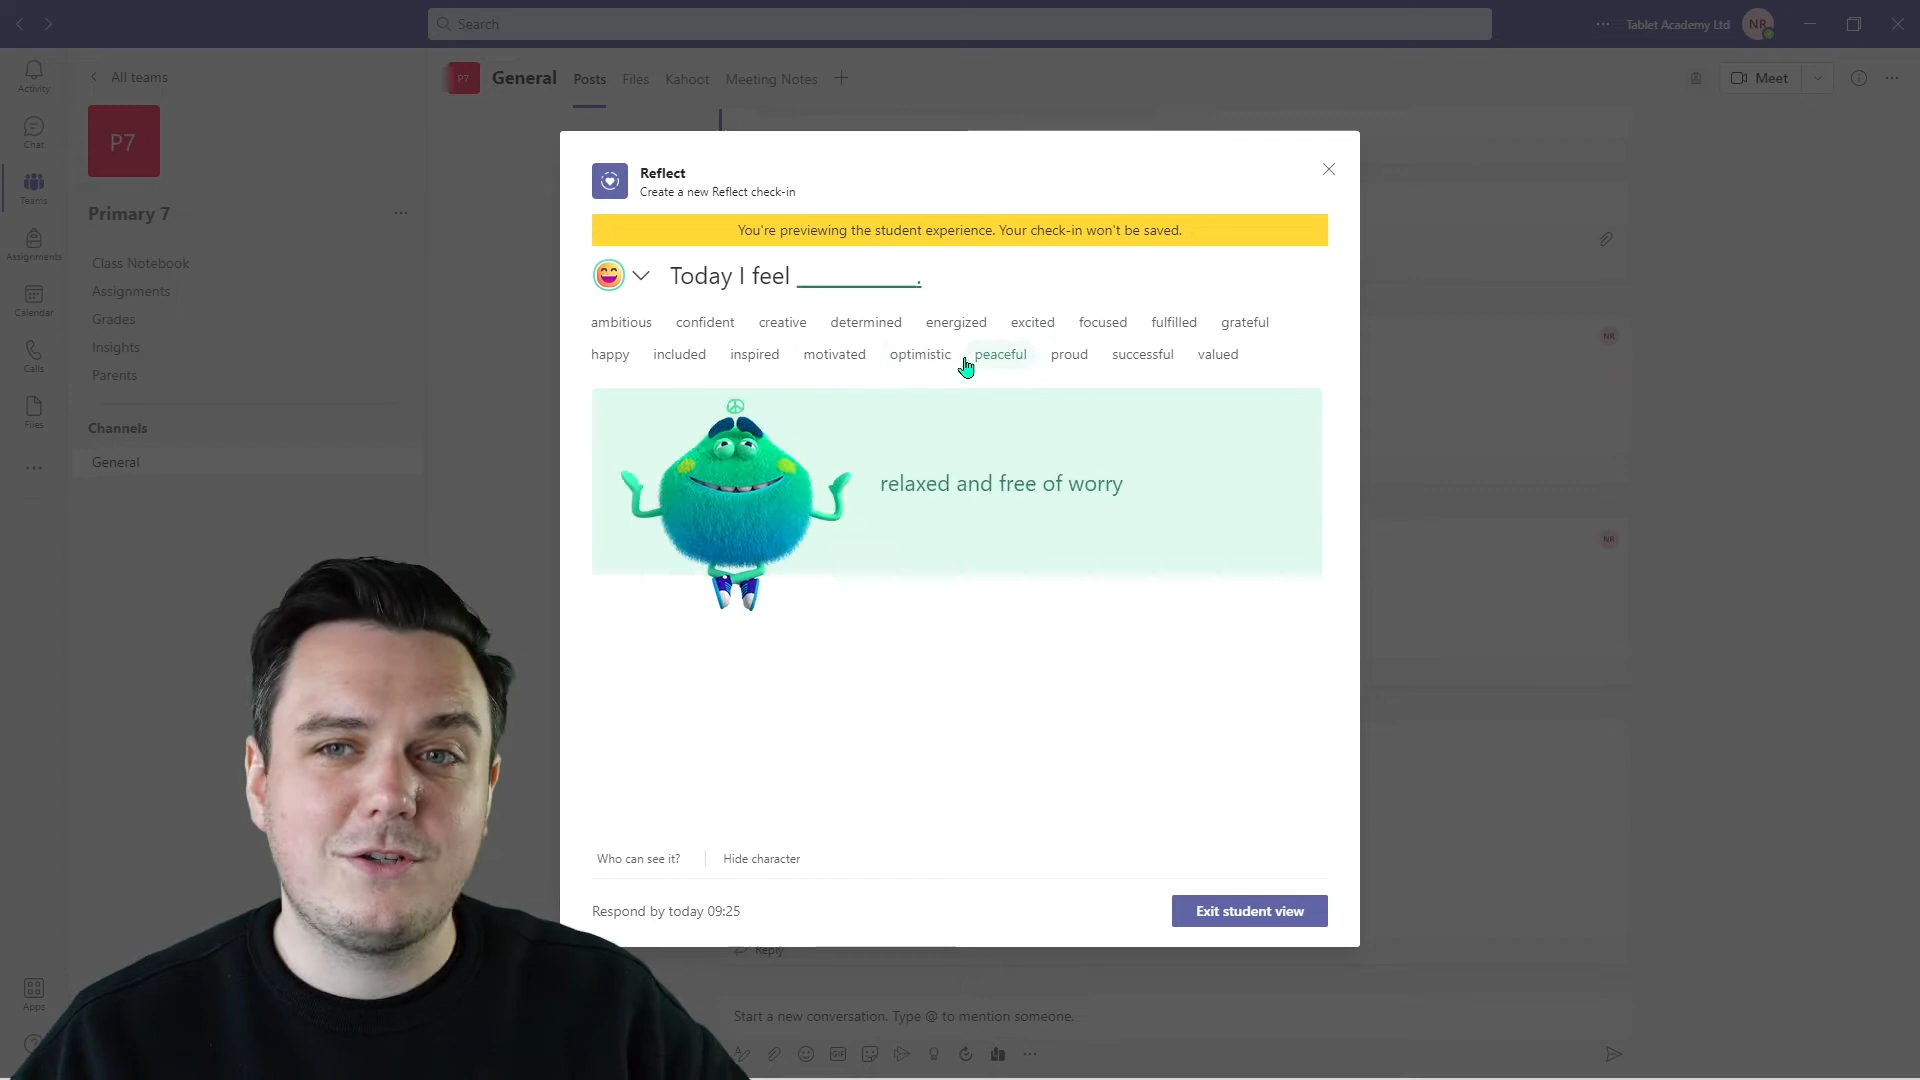 Search
Tablet Academy Ltd
NR
Activity
Chat
Teams
Assignments
Calendar
Calls
Files
Apps
All teams
P7
Primary 7
Class Notebook
Assignments
Grades
Insights
Parents
Channels
General
P7 General Posts Files Kahoot Meeting Notes
Meet
Reflect
Create a new Reflect check-in
You're previewing the student experience. Your check-in won't be saved.
Today I feel __________.
ambitious confident creative determined energized excited focused fulfilled grateful
happy included inspired motivated optimistic peaceful proud successful valued
relaxed and free of worry
Who can see it? Hide character
Respond by today 09:25
Exit student view
NR
NR
Reply
Start a new conversation. Type @ to mention someone.
GIF